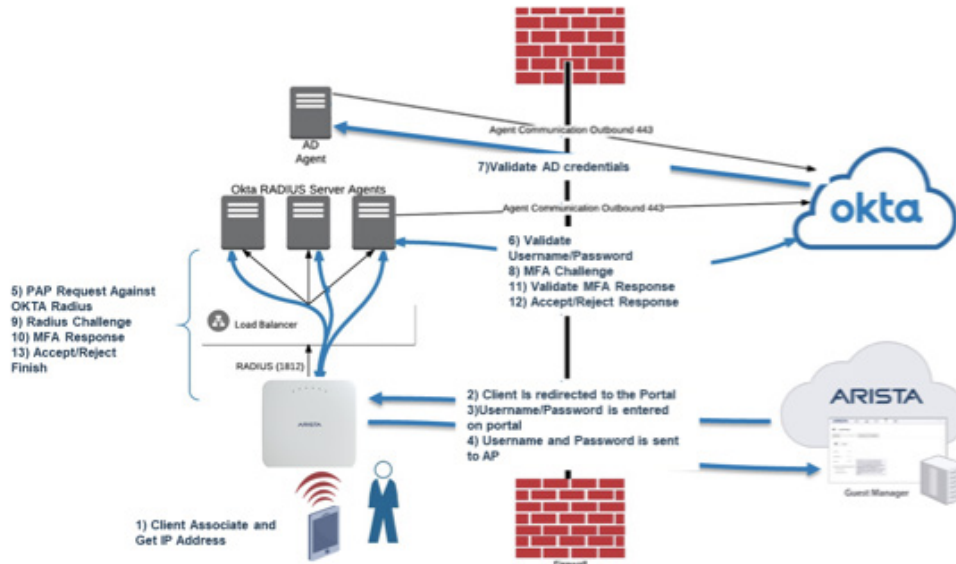 AD
Agent
Agent Communication Outbound 443
7)Validate AD credentials
okta
Okta RADIUS Server Agents
Agent Communication Outbound 443
6) Validate
Username/Password
8) MFA Challenge
11) Validate MFA Response
12) Accept/Reject Response
5) PAP Request Against
OKTA Radius
9) Radius Challenge
10) MFA Response
13) Accept/Reject
Finish
Load Balancer
RADIUS (1812)
ARISTA
2) Client is redirected to the Portal
3)Username/Password is entered
on portal
4) Username and Password is sent
to AP
ARISTA
Guest Manager
1) Client Associate and
Get IP Address